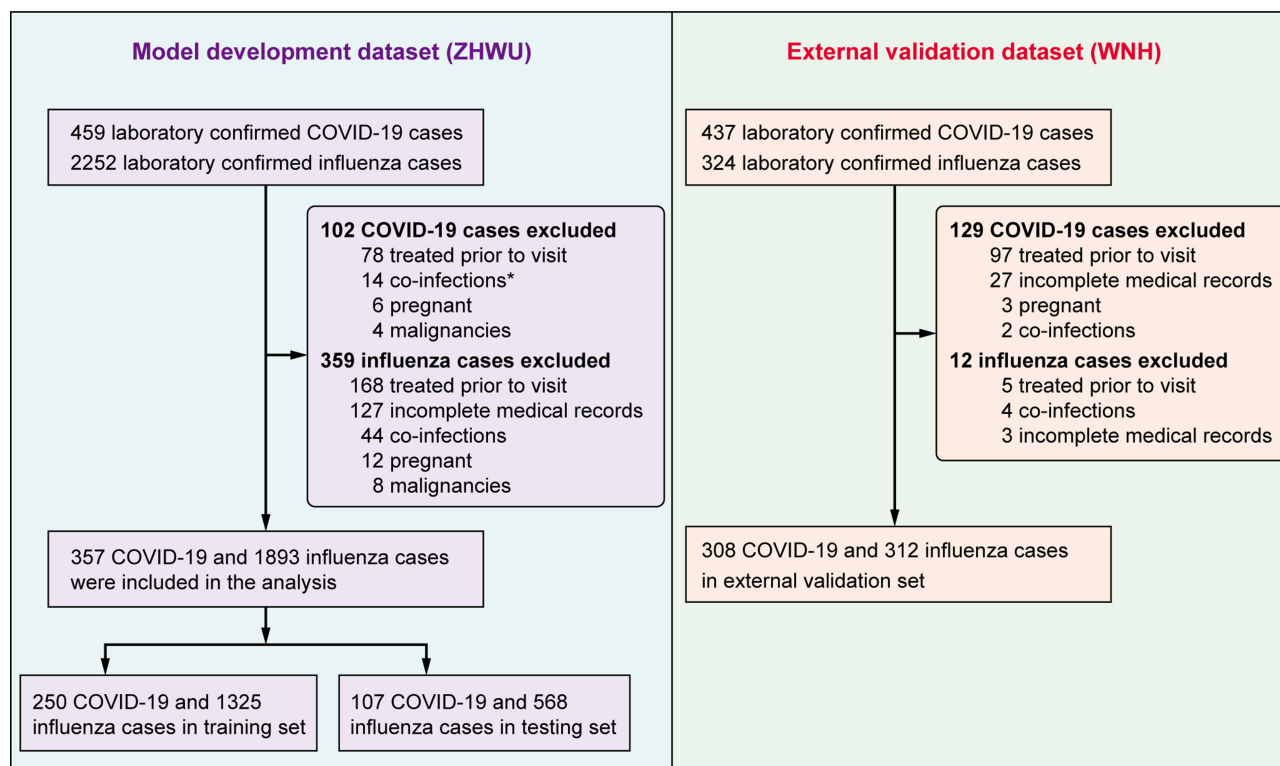 Model development dataset (ZHWU)
459 laboratory confirmed COVID-19 cases
2252 laboratory confirmed influenza cases
102 COVID-19 cases excluded
78 treated prior to visit
14 co-infections*
6 pregnant
4 malignancies
359 influenza cases excluded
168 treated prior to visit
127 incomplete medical records
44 co-infections
12 pregnant
8 malignancies
357 COVID-19 and 1893 influenza cases
were included in the analysis
250 COVID-19 and 1325
influenza cases in training set
107 COVID-19 and 568
influenza cases in testing set
External validation dataset (WNH)
437 laboratory confirmed COVID-19 cases
324 laboratory confirmed influenza cases
129 COVID-19 cases excluded
97 treated prior to visit
27 incomplete medical records
3 pregnant
2 co-infections
12 influenza cases excluded
5 treated prior to visit
4 co-infections
3 incomplete medical records
308 COVID-19 and 312 influenza cases
in external validation set